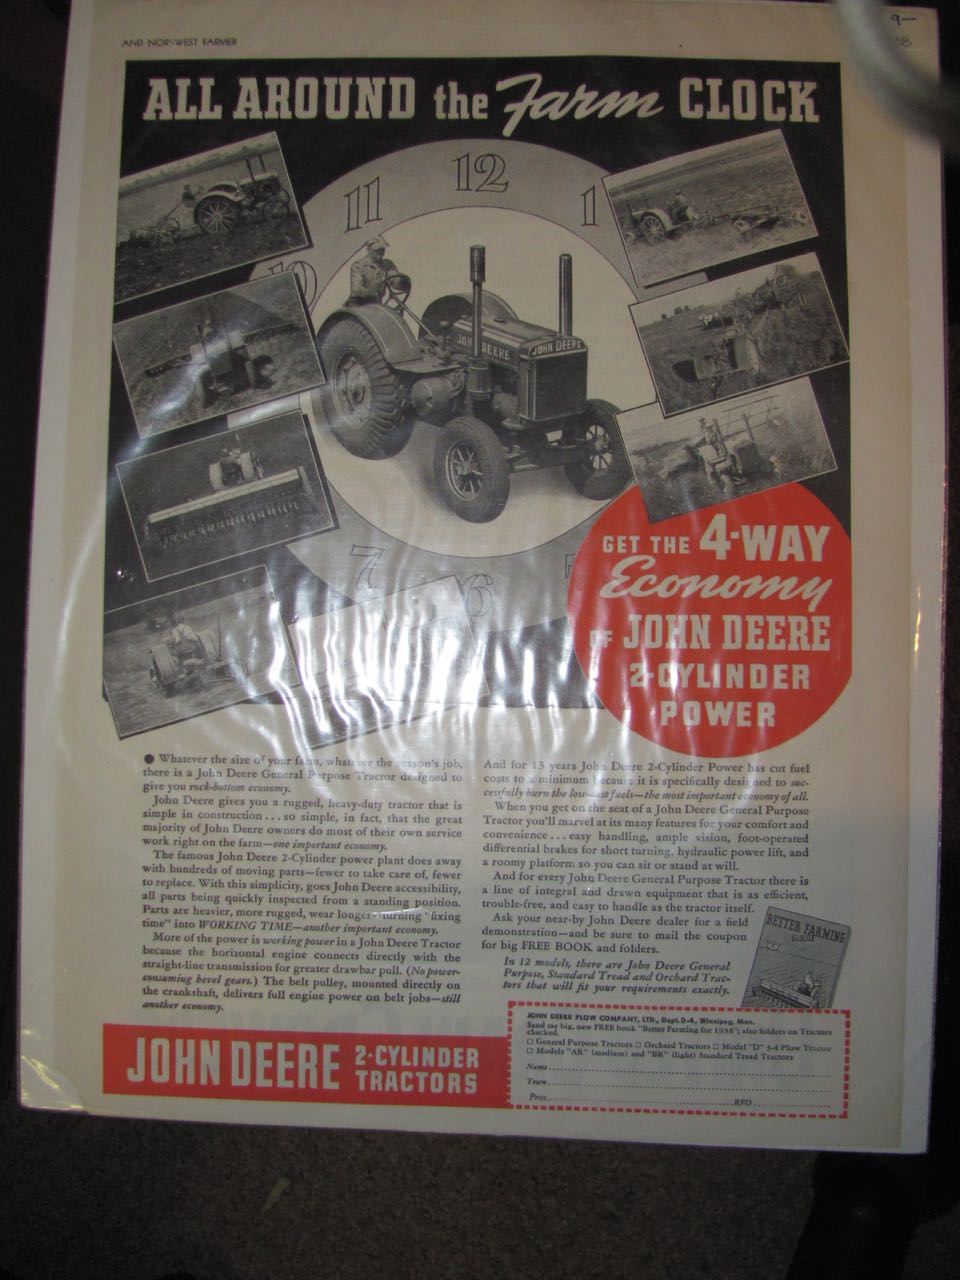 9-
38
AND NOR'-WEST FARMER
ALL AROUND the Farm CLOCK
12
11
1
10
7
6
JOHN DEERE
JOHN DEERE
GET THE 4-WAY
Economy
OF JOHN DEERE
2-CYLINDER
POWER
● Whatever the size of your farm, whatever the season's job,
there is a John Deere General Purpose Tractor designed to
give you rock-bottom economy.
John Deere gives you a rugged, heavy-duty tractor that is
simple in construction . . . so simple, in fact, that the great
majority of John Deere owners do most of their own service
work right on the farm—one important economy.
The famous John Deere 2-Cylinder power plant does away
with hundreds of moving parts—fewer to take care of, fewer
to replace. With this simplicity, goes John Deere accessibility,
all parts being quickly inspected from a standing position.
Parts are heavier, more rugged, wear longer—turning "fixing
time" into WORKING TIME—another important economy.
More of the power is working power in a John Deere Tractor
because the horizontal engine connects directly with the
straight-line transmission for greater drawbar pull. (No power-
consuming bevel gears.) The belt pulley, mounted directly on
the crankshaft, delivers full engine power on belt jobs—still
another economy.
And for 13 years John Deere 2-Cylinder Power has cut fuel
costs to a minimum because it is specifically designed to suc-
cessfully burn the low-cost fuels—the most important economy of all.
When you get on the seat of a John Deere General Purpose
Tractor you'll marvel at its many features for your comfort and
convenience . . . easy handling, ample vision, foot-operated
differential brakes for short turning, hydraulic power lift, and
a roomy platform so you can sit or stand at will.
And for every John Deere General Purpose Tractor there is
a line of integral and drawn equipment that is as efficient,
trouble-free, and easy to handle as the tractor itself.
Ask your near-by John Deere dealer for a field
demonstration—and be sure to mail the coupon
for big FREE BOOK and folders.
In 12 models, there are John Deere General
Purpose, Standard Tread and Orchard Trac-
tors that will fit your requirements exactly.
BETTER FARMING
JOHN DEERE 2-CYLINDER
TRACTORS
JOHN DEERE PLOW COMPANY, LTD., Dept. D-4, Winnipeg, Man.
Send me big, new FREE book "Better Farming for 1938"; also folders on Tractors
checked.
□ General Purpose Tractors □ Orchard Tractors □ Model "D" 3-4 Plow Tractor
□ Models "AR" (medium) and "BR" (light) Standard Tread Tractors
Name
Town
Prov. RFD